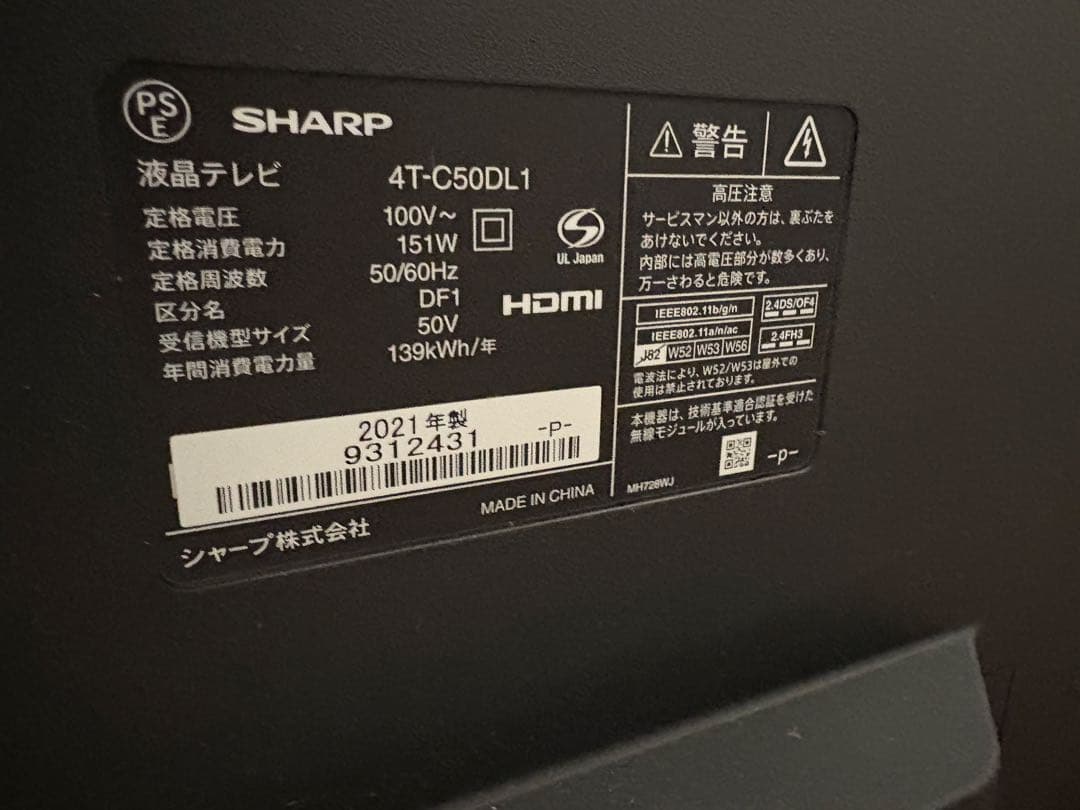 PSE
SHARP
液晶テレビ 4T-C50DL1
定格電圧 100V～
定格消費電力 151W
定格周波数 50/60Hz
区分名 DF1
受信機型サイズ 50V
年間消費電力量 139kWh/年
UL Japan
HDMI
2021年製
9312431 -P-
MADE IN CHINA
シャープ株式会社
警告
高圧注意
サービスマン以外の方は、裏ぶたを
あけないでください。
内部には高電圧部分が数多くあり、
万一さわると危険です。
IEEE802.11b/g/n 2.4DS/OF4
IEEE802.11a/n/ac
J52 W52 W53 W56 2.4FH3
電波法により、W52/W53は屋外での
使用は禁止されております。
本機器は、技術基準適合認証を受けた
無線モジュールが入っています。
-P-
MH728WJ